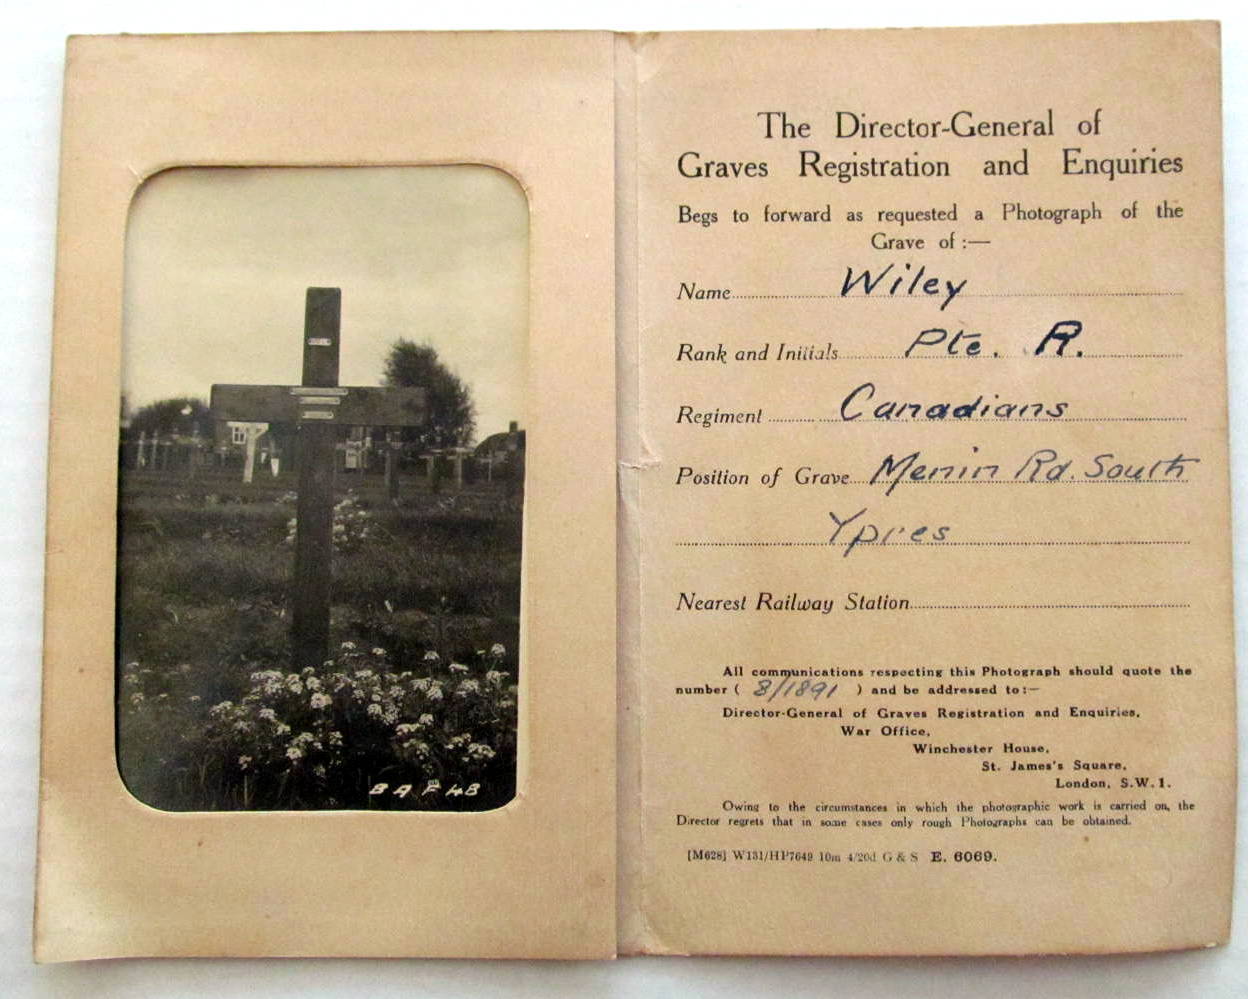 BAF48
The Director-General of
Graves Registration and Enquiries
Begs to forward as requested a Photograph of the
Grave of :—
Name Wiley
Rank and Initials Pte. R.
Regiment Canadians
Position of Grave Menin Rd. South
Ypres
Nearest Railway Station
All communications respecting this Photograph should quote the
number ( 8/1891 ) and be addressed to :—
Director-General of Graves Registration and Enquiries,
War Office,
Winchester House,
St. James's Square,
London, S.W.1.
Owing to the circumstances in which the photographic work is carried on, the
Director regrets that in some cases only rough Photographs can be obtained.
[M628] W131/HP7649 10m 4/20d G & S E. 6069.